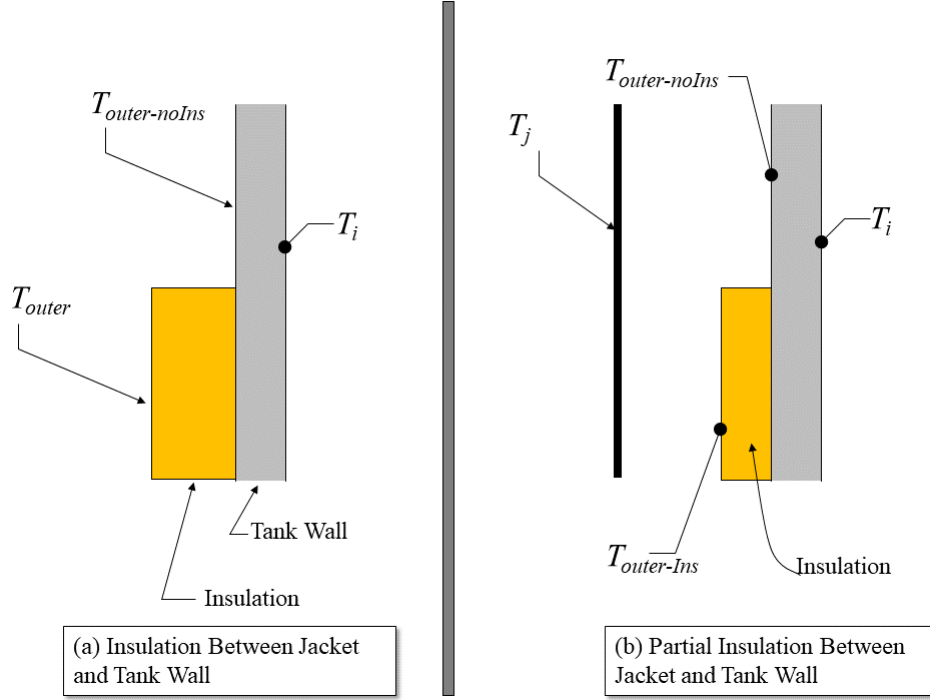 T_outer-noIns
T_i
T_outer
Tank Wall
Insulation
(a) Insulation Between Jacket
and Tank Wall
T_outer-noIns
T_j
T_i
T_outer-Ins
Insulation
(b) Partial Insulation Between
Jacket and Tank Wall